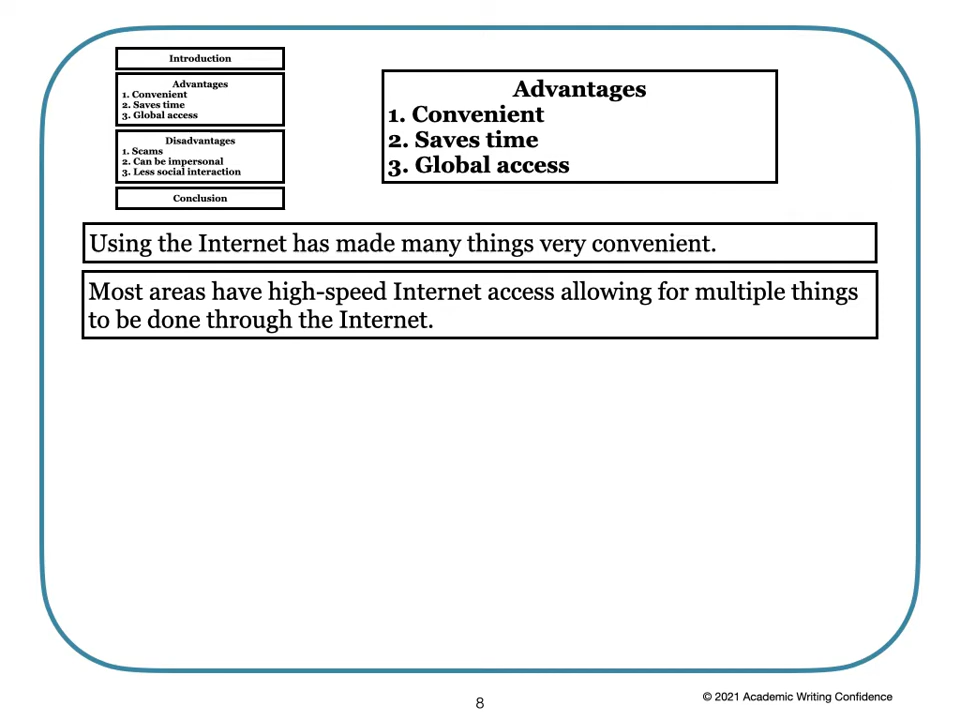 Introduction
Advantages
1. Convenient
2. Saves time
3. Global access
Disadvantages
1. Scams
2. Can be impersonal
3. Less social interaction
Conclusion
Advantages
1. Convenient
2. Saves time
3. Global access
Using the Internet has made many things very convenient.
Most areas have high-speed Internet access allowing for multiple things
to be done through the Internet.
8
© 2021 Academic Writing Confidence